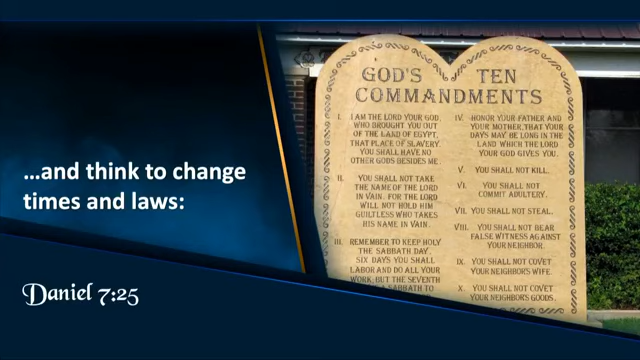 …and think to change
times and laws:
Daniel 7:25
GOD'S TEN
COMMANDMENTS
I. I AM THE LORD YOUR GOD,
WHO BROUGHT YOU OUT
OF THE LAND OF EGYPT,
THAT PLACE OF SLAVERY.
YOU SHALL HAVE NO
OTHER GODS BESIDES ME.
II. YOU SHALL NOT TAKE
THE NAME OF THE LORD
IN VAIN. FOR THE LORD
WILL NOT HOLD HIM
GUILTLESS WHO TAKES
HIS NAME IN VAIN.
III. REMEMBER TO KEEP HOLY
THE SABBATH DAY.
SIX DAYS YOU SHALL
LABOR AND DO ALL YOUR
WORK, BUT THE SEVENTH
SABBATH TO
IV. HONOR YOUR FATHER AND
YOUR MOTHER, THAT YOUR
DAYS MAY BE LONG IN THE
LAND WHICH THE LORD
YOUR GOD GIVES YOU.
V. YOU SHALL NOT KILL.
VI. YOU SHALL NOT
COMMIT ADULTERY.
VII. YOU SHALL NOT STEAL.
VIII. YOU SHALL NOT BEAR
FALSE WITNESS AGAINST
YOUR NEIGHBOR.
IX. YOU SHALL NOT COVET
YOUR NEIGHBOR'S WIFE.
X. YOU SHALL NOT COVET
YOUR NEIGHBOR'S GOODS.